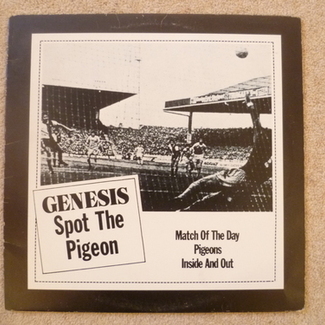 GENESIS
Spot The
Pigeon
Match Of The Day
Pigeons
Inside And Out